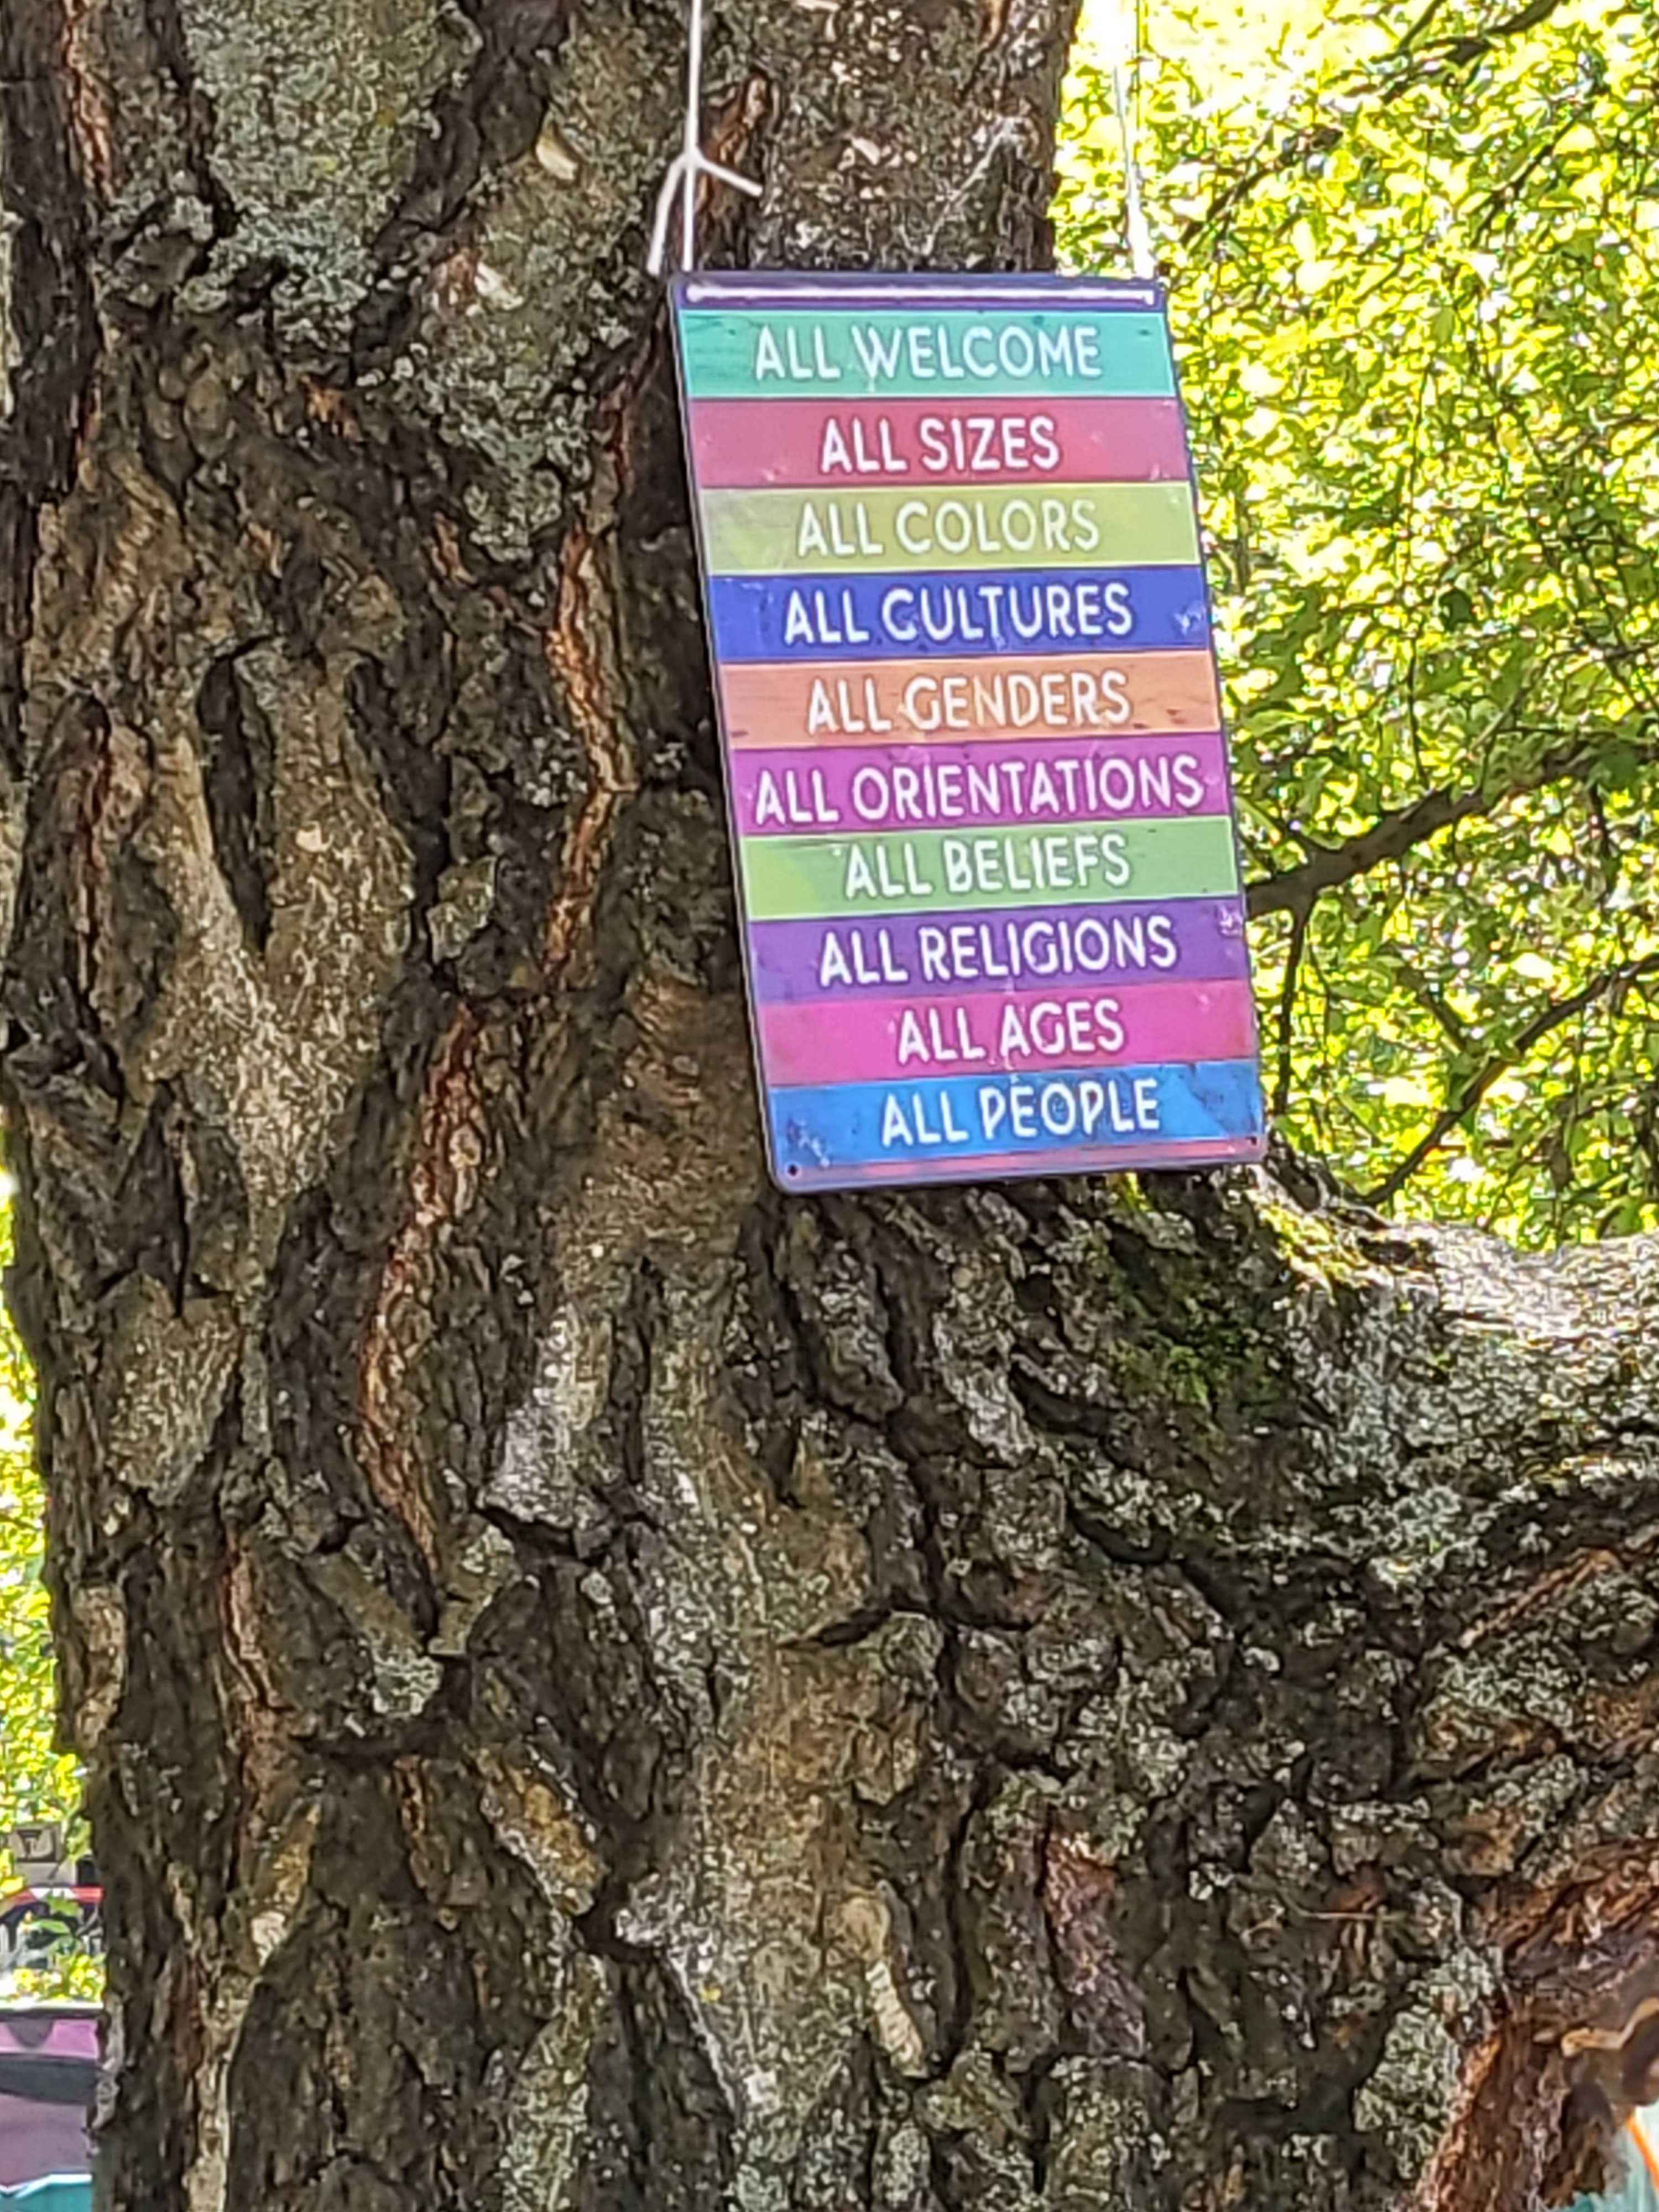 ALL WELCOME
ALL SIZES
ALL COLORS
ALL CULTURES
ALL GENDERS
ALL ORIENTATIONS
ALL BELIEFS
ALL RELIGIONS
ALL AGES
ALL PEOPLE